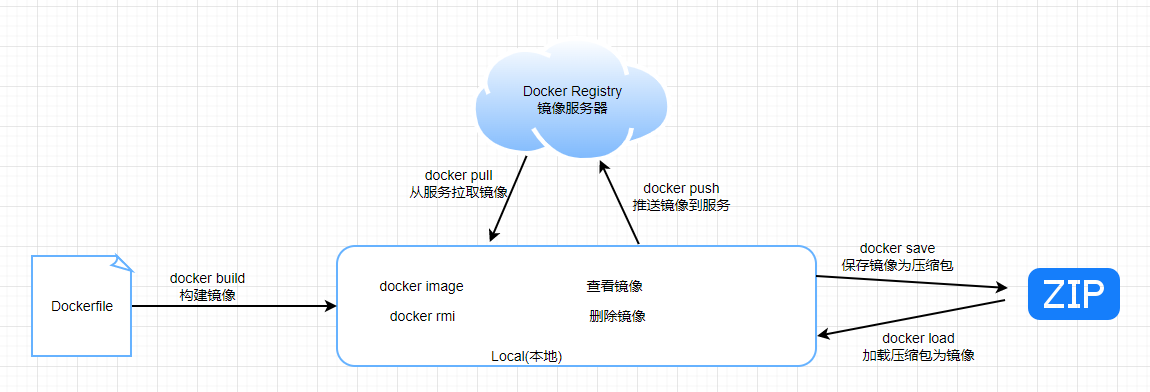 Docker Registry
镜像服务器
docker pull
从服务拉取镜像
docker push
推送镜像到服务
docker save
保存镜像为压缩包
docker build
构建镜像
Dockerfile
docker image 查看镜像
docker rmi 删除镜像
Local(本地)
ZIP
docker load
加载压缩包为镜像